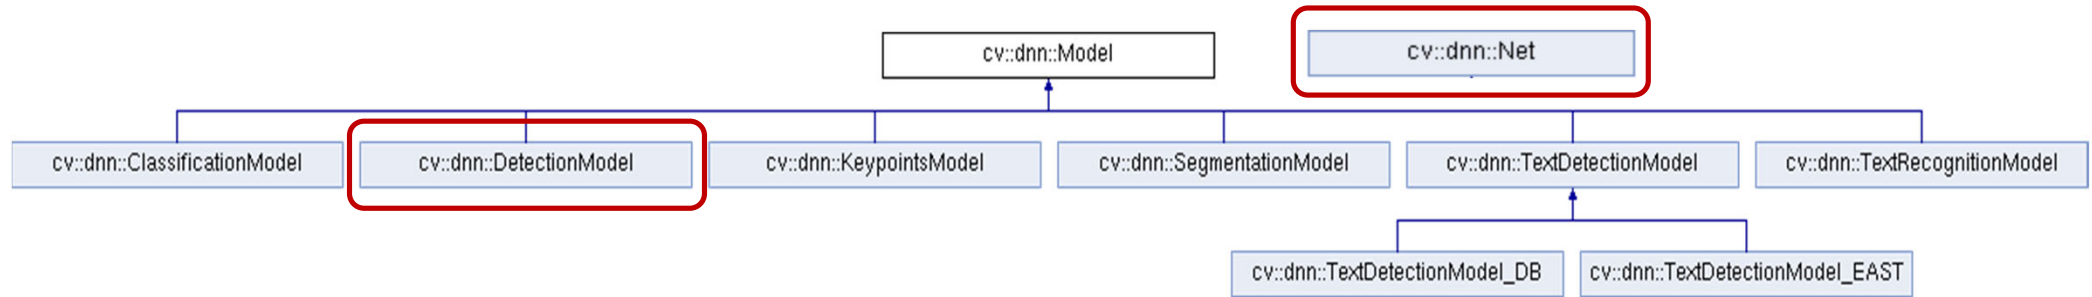 cv::dnn::Model
cv::dnn::Net
cv::dnn::ClassificationModel
cv::dnn::DetectionModel
cv::dnn::KeypointsModel
cv::dnn::SegmentationModel
cv::dnn::TextDetectionModel
cv::dnn::TextRecognitionModel
cv::dnn::TextDetectionModel_DB
cv::dnn::TextDetectionModel_EAST